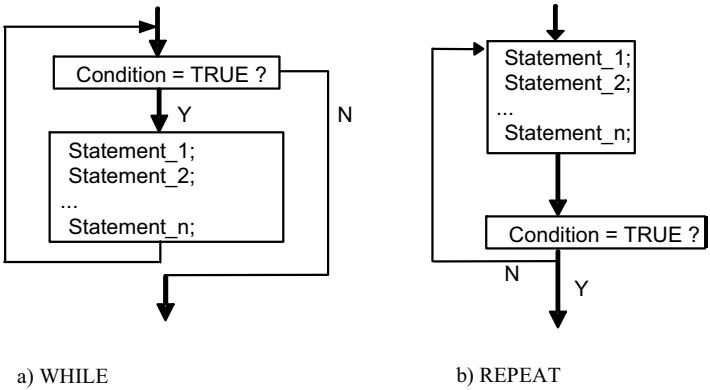 Condition = TRUE ?
Y
N
Statement_1;
Statement_2;
...
Statement_n;
a) WHILE
Statement_1;
Statement_2;
...
Statement_n;
Condition = TRUE ?
N
Y
b) REPEAT